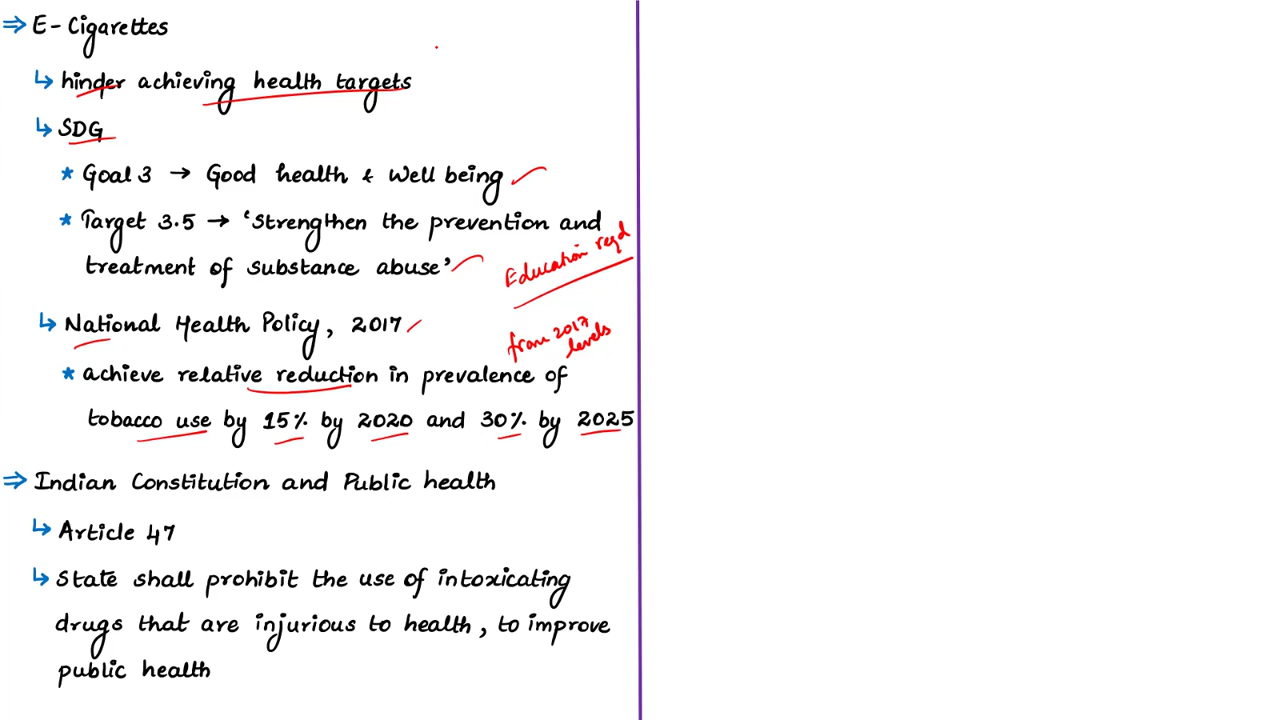 ⇒ E-Cigarettes
↳ hinder achieving health targets
↳ SDG
* Goal 3 → Good health & Well being
* Target 3.5 → 'Strengthen the prevention and
treatment of substance abuse'
Education reqd
↳ National Health Policy, 2017
from 2017
levels
* achieve relative reduction in prevalence of
tobacco use by 15% by 2020 and 30% by 2025
⇒ Indian Constitution and Public health
↳ Article 47
↳ State shall prohibit the use of intoxicating
drugs that are injurious to health, to improve
public health